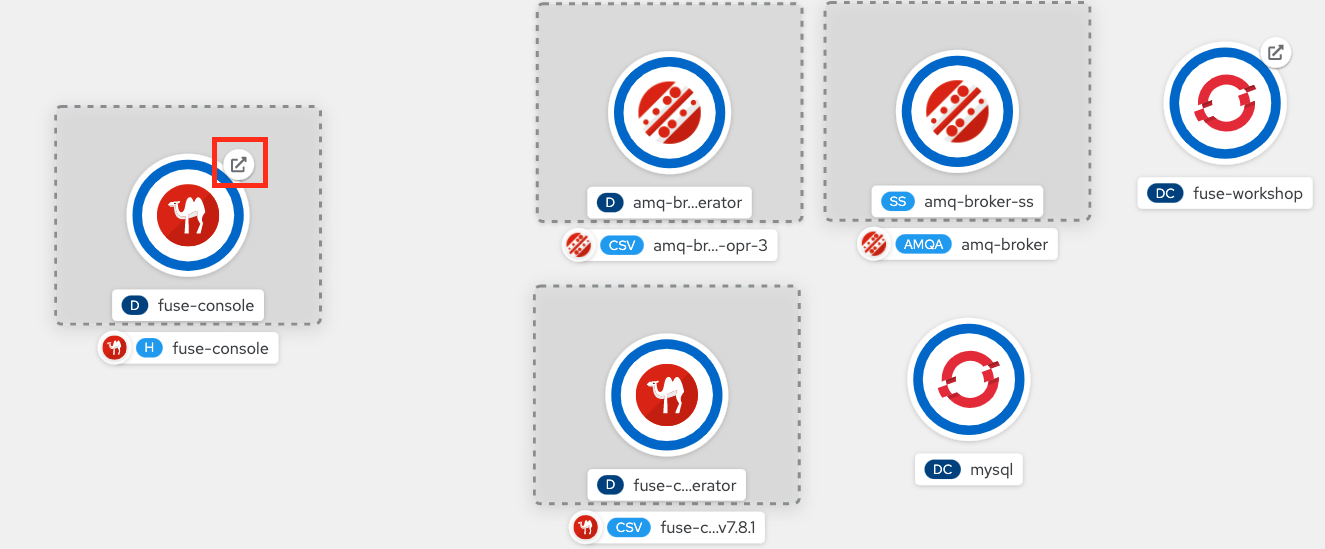 D fuse-console
H fuse-console
D amq-br...erator
CSV amq-br...-opr-3
SS amq-broker-ss
AMQA amq-broker
DC fuse-workshop
D fuse-c...erator
CSV fuse-c...v7.8.1
DC mysql